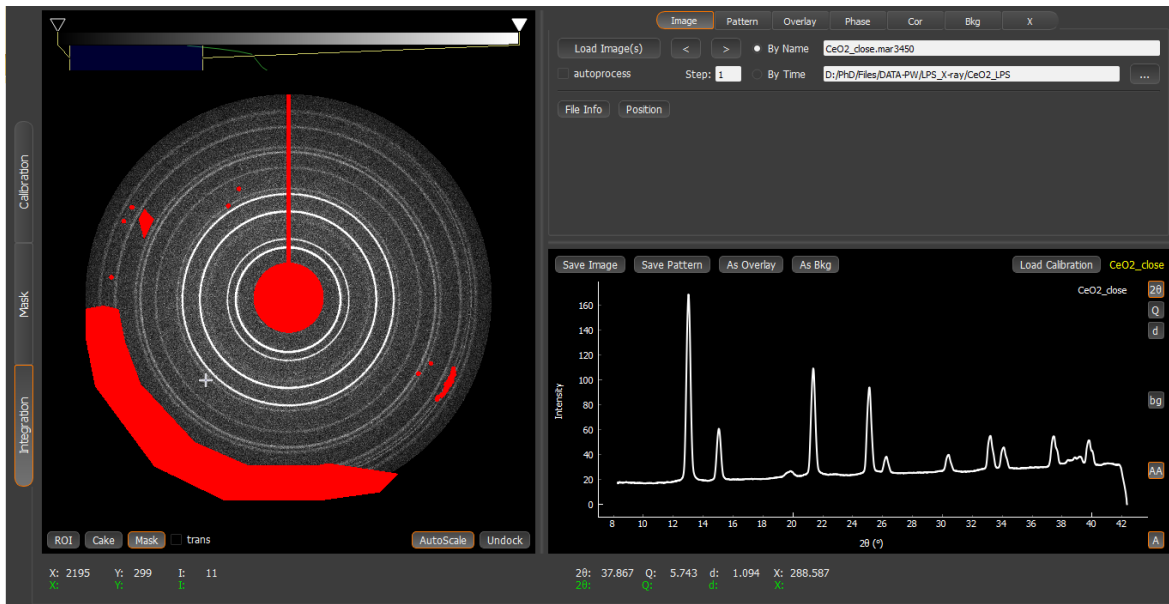 Image Pattern Overlay Phase Cor Bkg X
Load Image(s) < > By Name CeO2_close.mar3450
autoprocess Step: 1 By Time D:/PhD/Files/DATA-PW/LPS_X-ray/CeO2_LPS ...
File Info Position
Calibration
Mask
Integration
Save Image Save Pattern As Overlay As Bkg Load Calibration CeO2_close
CeO2_close
2θ
Q
d
bg
AA
A
Intensity
160
140
120
100
80
60
40
20
0
8 10 12 14 16 18 20 22 24 26 28 30 32 34 36 38 40 42
2θ (°)
ROI Cake Mask trans AutoScale Undock
X: 2195 Y: 299 I: 11
X: Y: I:
2θ: 37.867 Q: 5.743 d: 1.094 X: 288.587
2θ: Q: d: X: